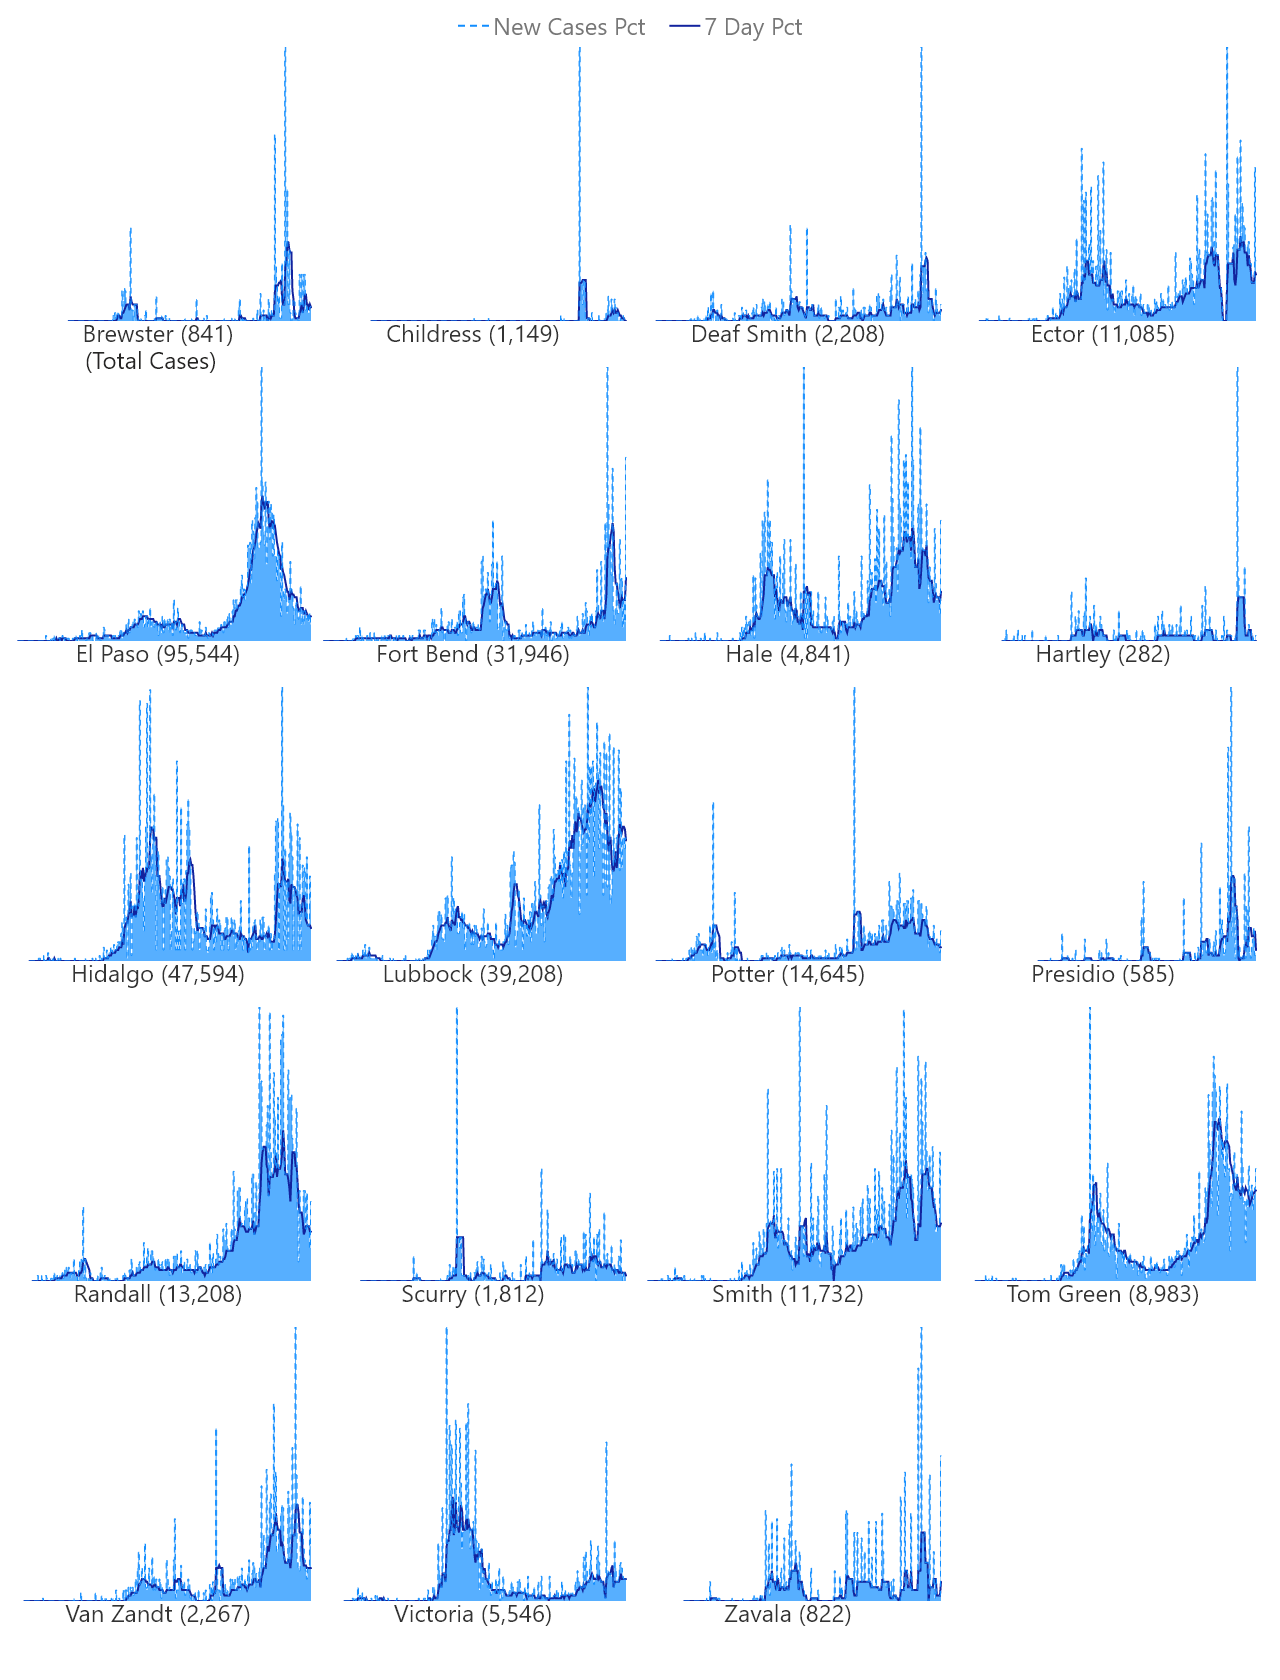 New Cases Pct 7 Day Pct
Brewster (841)
(Total Cases)
Childress (1,149)
Deaf Smith (2,208)
Ector (11,085)
El Paso (95,544)
Fort Bend (31,946)
Hale (4,841)
Hartley (282)
Hidalgo (47,594)
Lubbock (39,208)
Potter (14,645)
Presidio (585)
Randall (13,208)
Scurry (1,812)
Smith (11,732)
Tom Green (8,983)
Van Zandt (2,267)
Victoria (5,546)
Zavala (822)